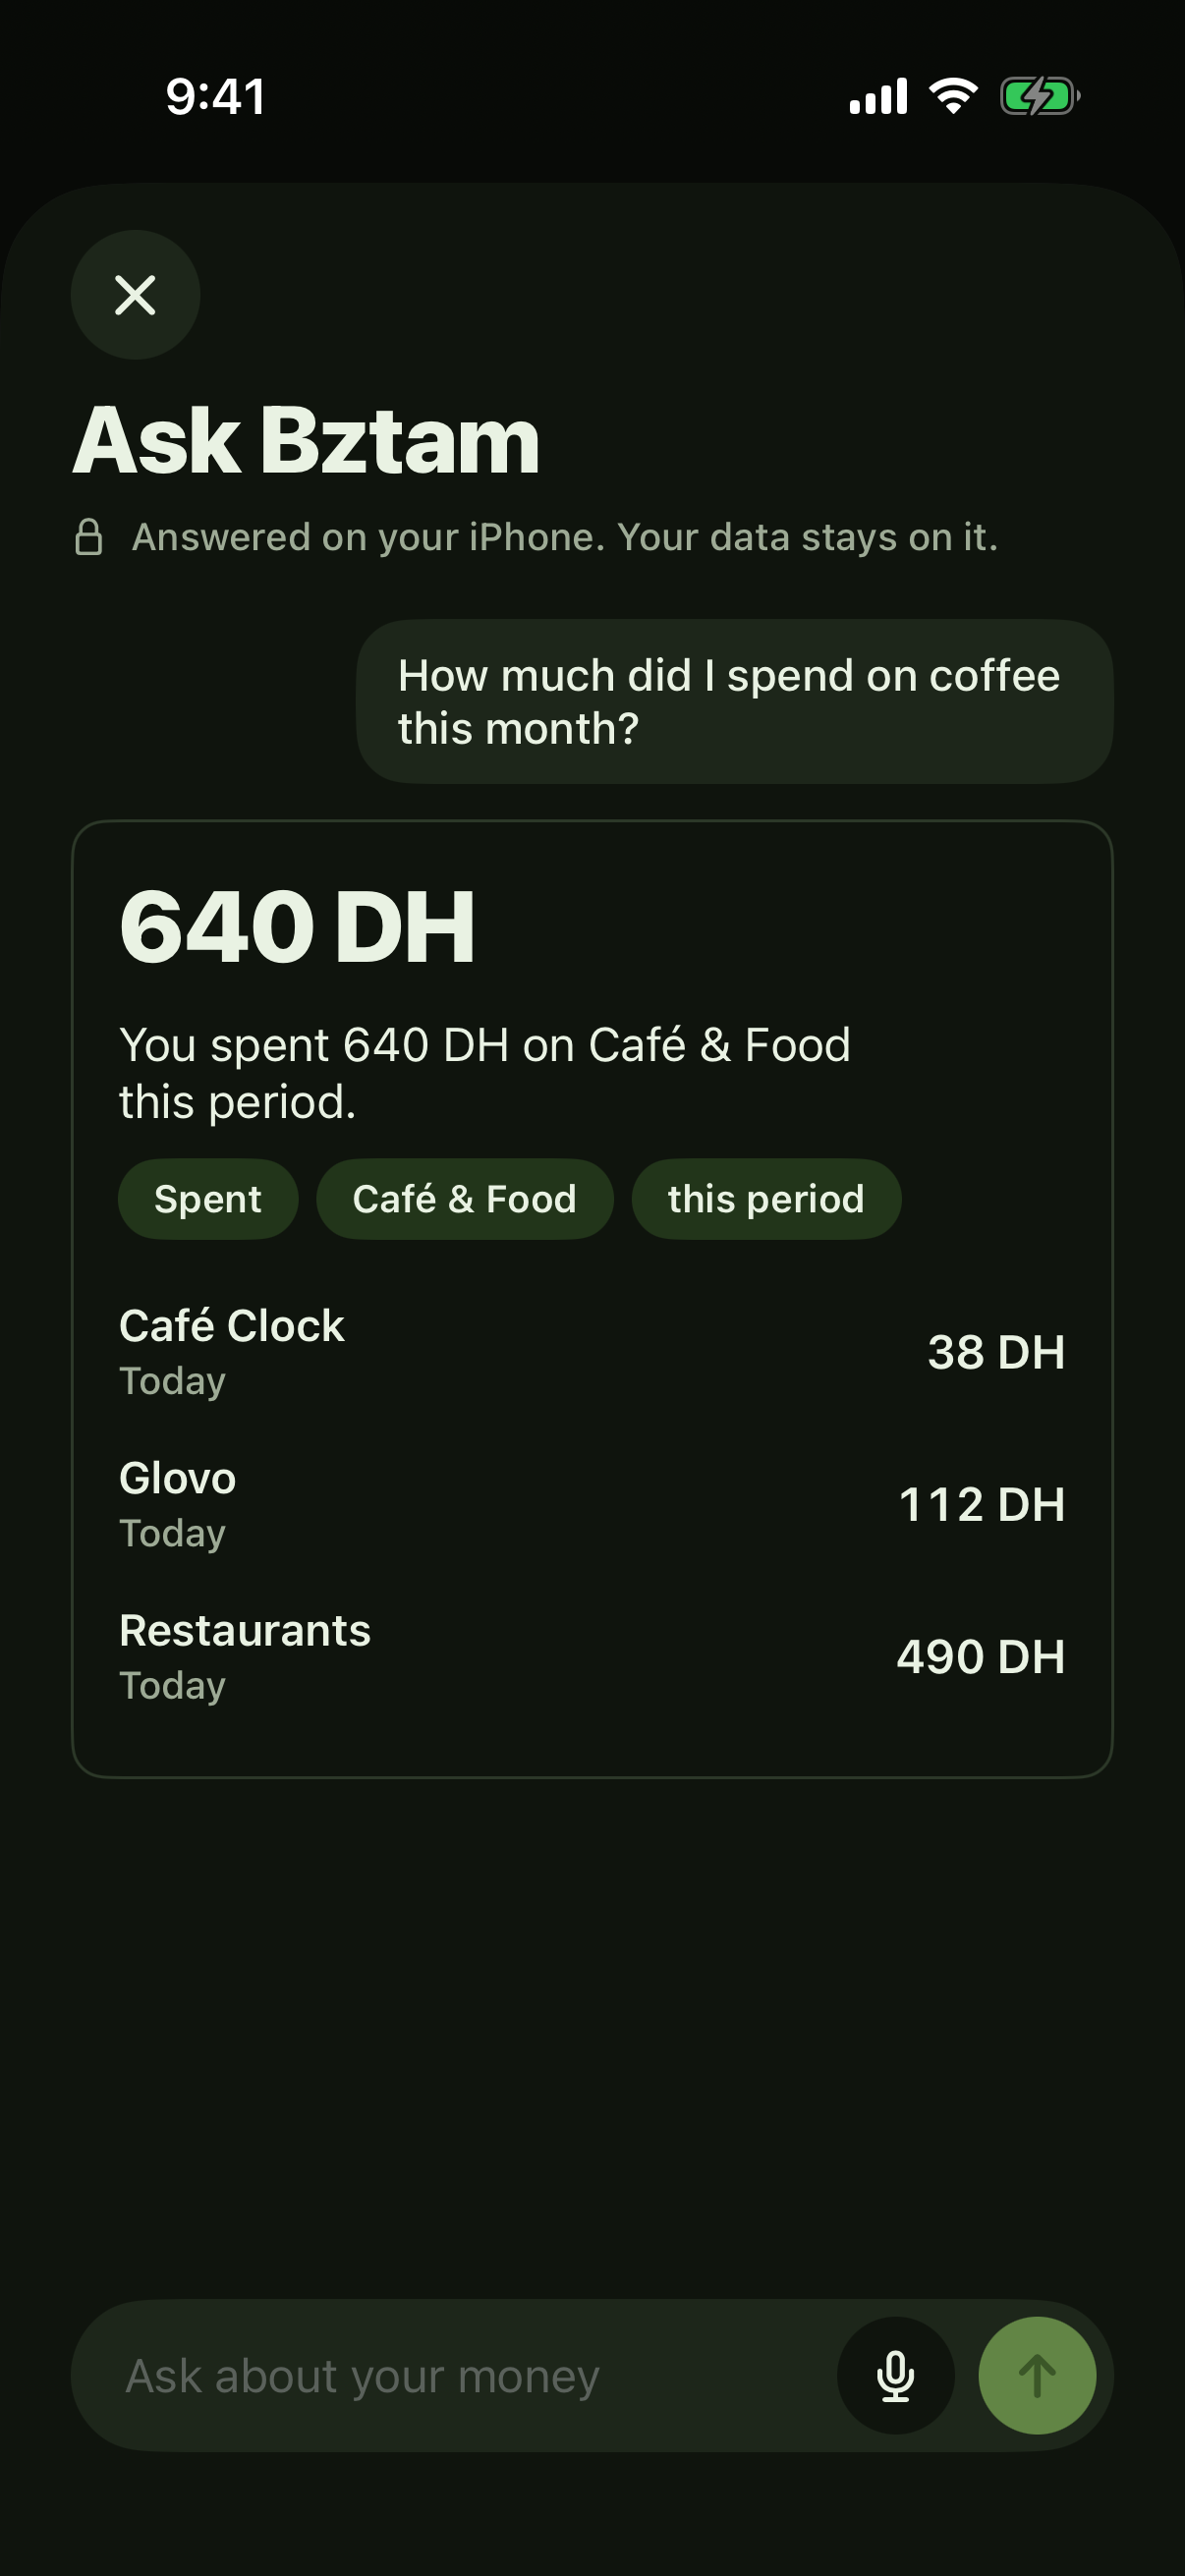 9:41
Ask Bztam
Answered on your iPhone. Your data stays on it.
How much did I spend on coffee
this month?
640 DH
You spent 640 DH on Café & Food
this period.
Spent Café & Food this period
Café Clock
Today
38 DH
Glovo
Today
112 DH
Restaurants
Today
490 DH
Ask about your money